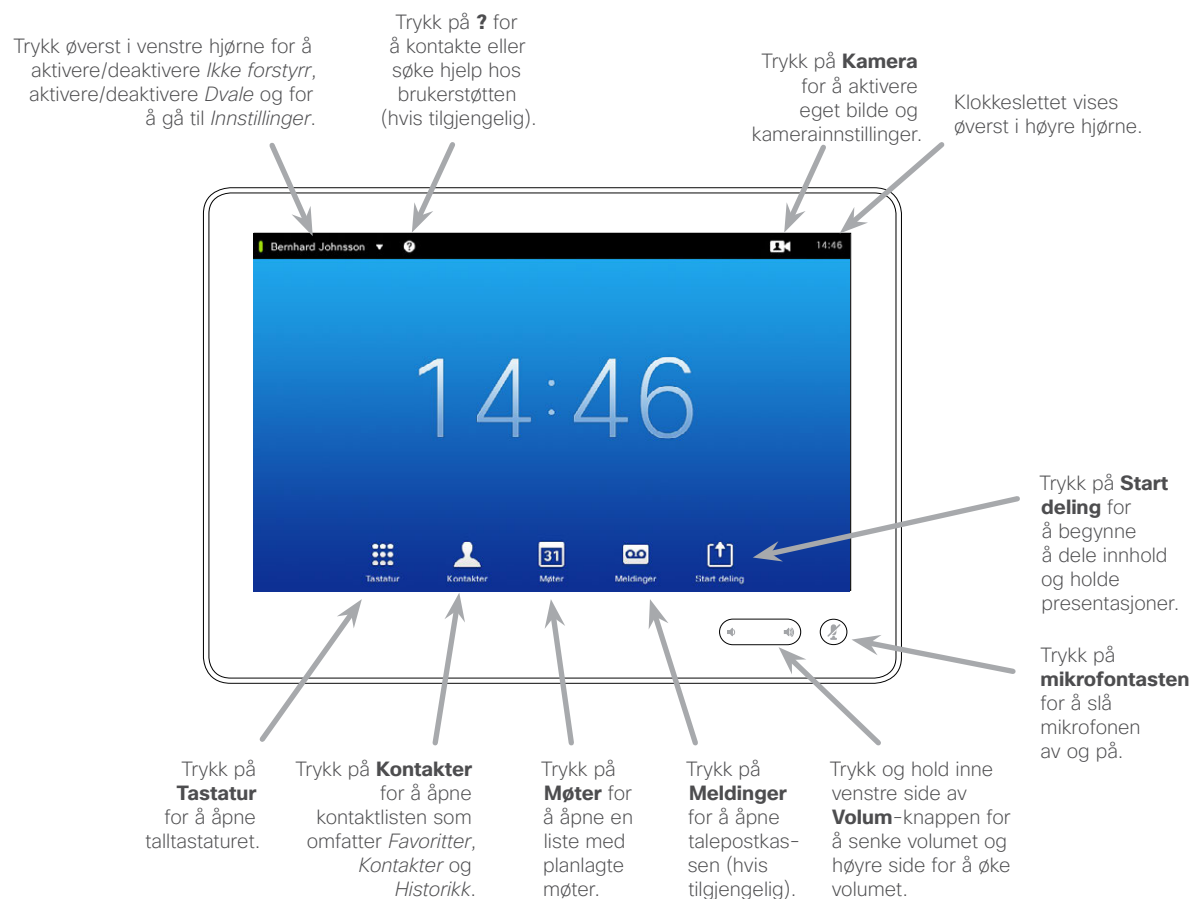 Trykk øverst i venstre hjørne for å
aktivere/deaktivere Ikke forstyrr,
aktivere/deaktivere Dvale og for
å gå til Innstillinger.
Trykk på ? for
å kontakte eller
søke hjelp hos
brukerstøtten
(hvis tilgjengelig).
Trykk på Kamera
for å aktivere
eget bilde og
kamerainnstillinger.
Klokkeslettet vises
øverst i høyre hjørne.
Bernhard Johnsson ? 14:46
14:46
31
Tastatur Kontakter Møter Meldinger Start deling
Trykk på Start
deling for
å begynne
å dele innhold
og holde
presentasjoner.
Trykk på
mikrofontasten
for å slå
mikrofonen
av og på.
Trykk på
Tastatur
for å åpne
talltastaturet.
Trykk på Kontakter
for å åpne
kontaktlisten som
omfatter Favoritter,
Kontakter og
Historikk.
Trykk på
Møter for
å åpne en
liste med
planlagte
møter.
Trykk på
Meldinger
for å åpne
talepostkas-
sen (hvis
tilgjengelig).
Trykk og hold inne
venstre side av
Volum-knappen for
å senke volumet og
høyre side for å øke
volumet.